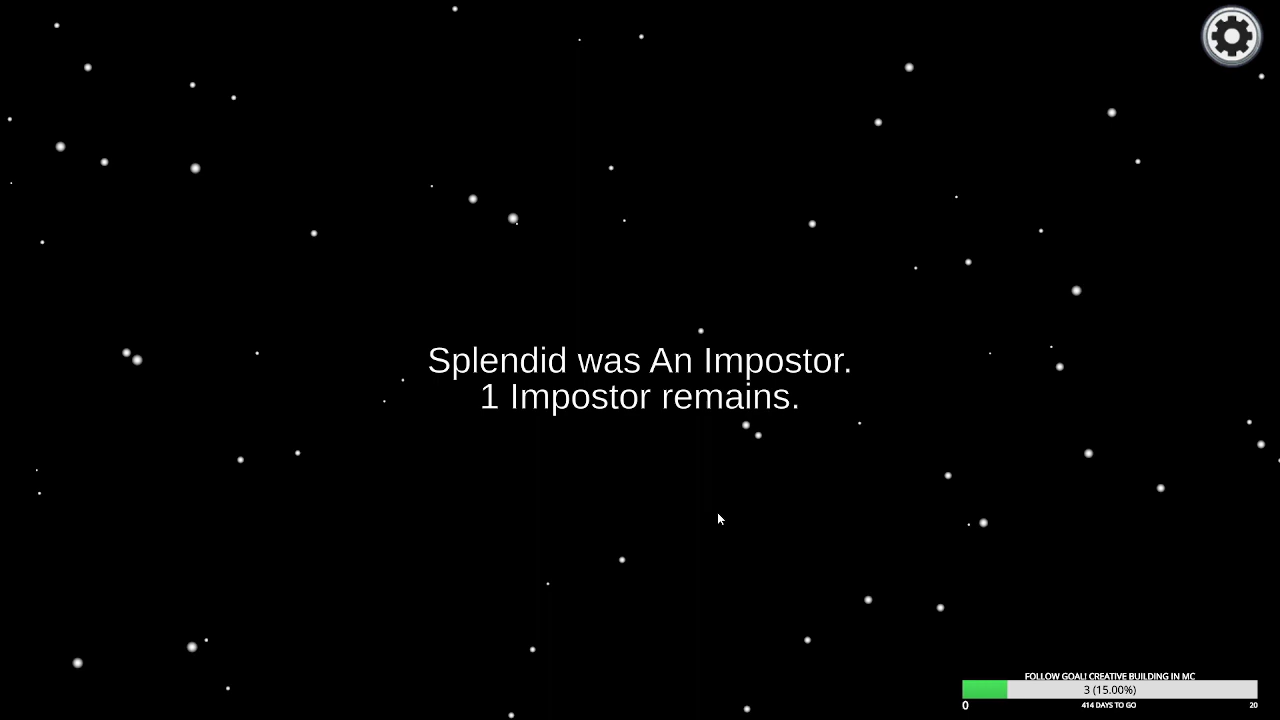 Splendid was An Impostor.
1 Impostor remains.
FOLLOW GOAL! CREATIVE BUILDING IN MC
3 (15.00%)
0
414 DAYS TO GO
20